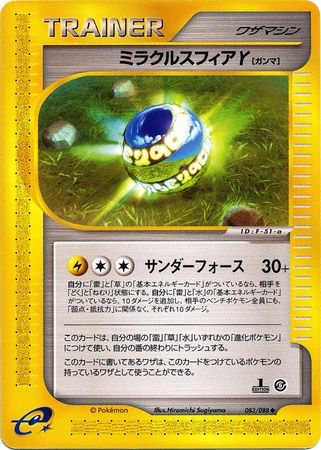 TRAINER
ワザマシン
ミラクルスフィアγ[ガンマ]
ID:F-51-a
サンダーフォース 30+
自分に「雷」と「草」の「基本エネルギーカード」がついているなら、相手を
「どく」と「ねむり」状態にする。自分に「雷」と「水」の「基本エネルギーカード」
がついているなら、10ダメージを追加し、相手のベンチポケモン全員にも、
「弱点・抵抗力」に関係なく、それぞれ10ダメージ。
このカードは、自分の場の「雷」「草」「水」いずれかの「進化ポケモン」
につけて使い、自分の番の終わりにトラッシュする。
このカードに書いてあるワザは、このカードをつけているポケモンの
持っているワザとして使うことができる。
1
EDITION
e
©Pokémon
Illus.Hiromichi Sugiyama
083/088